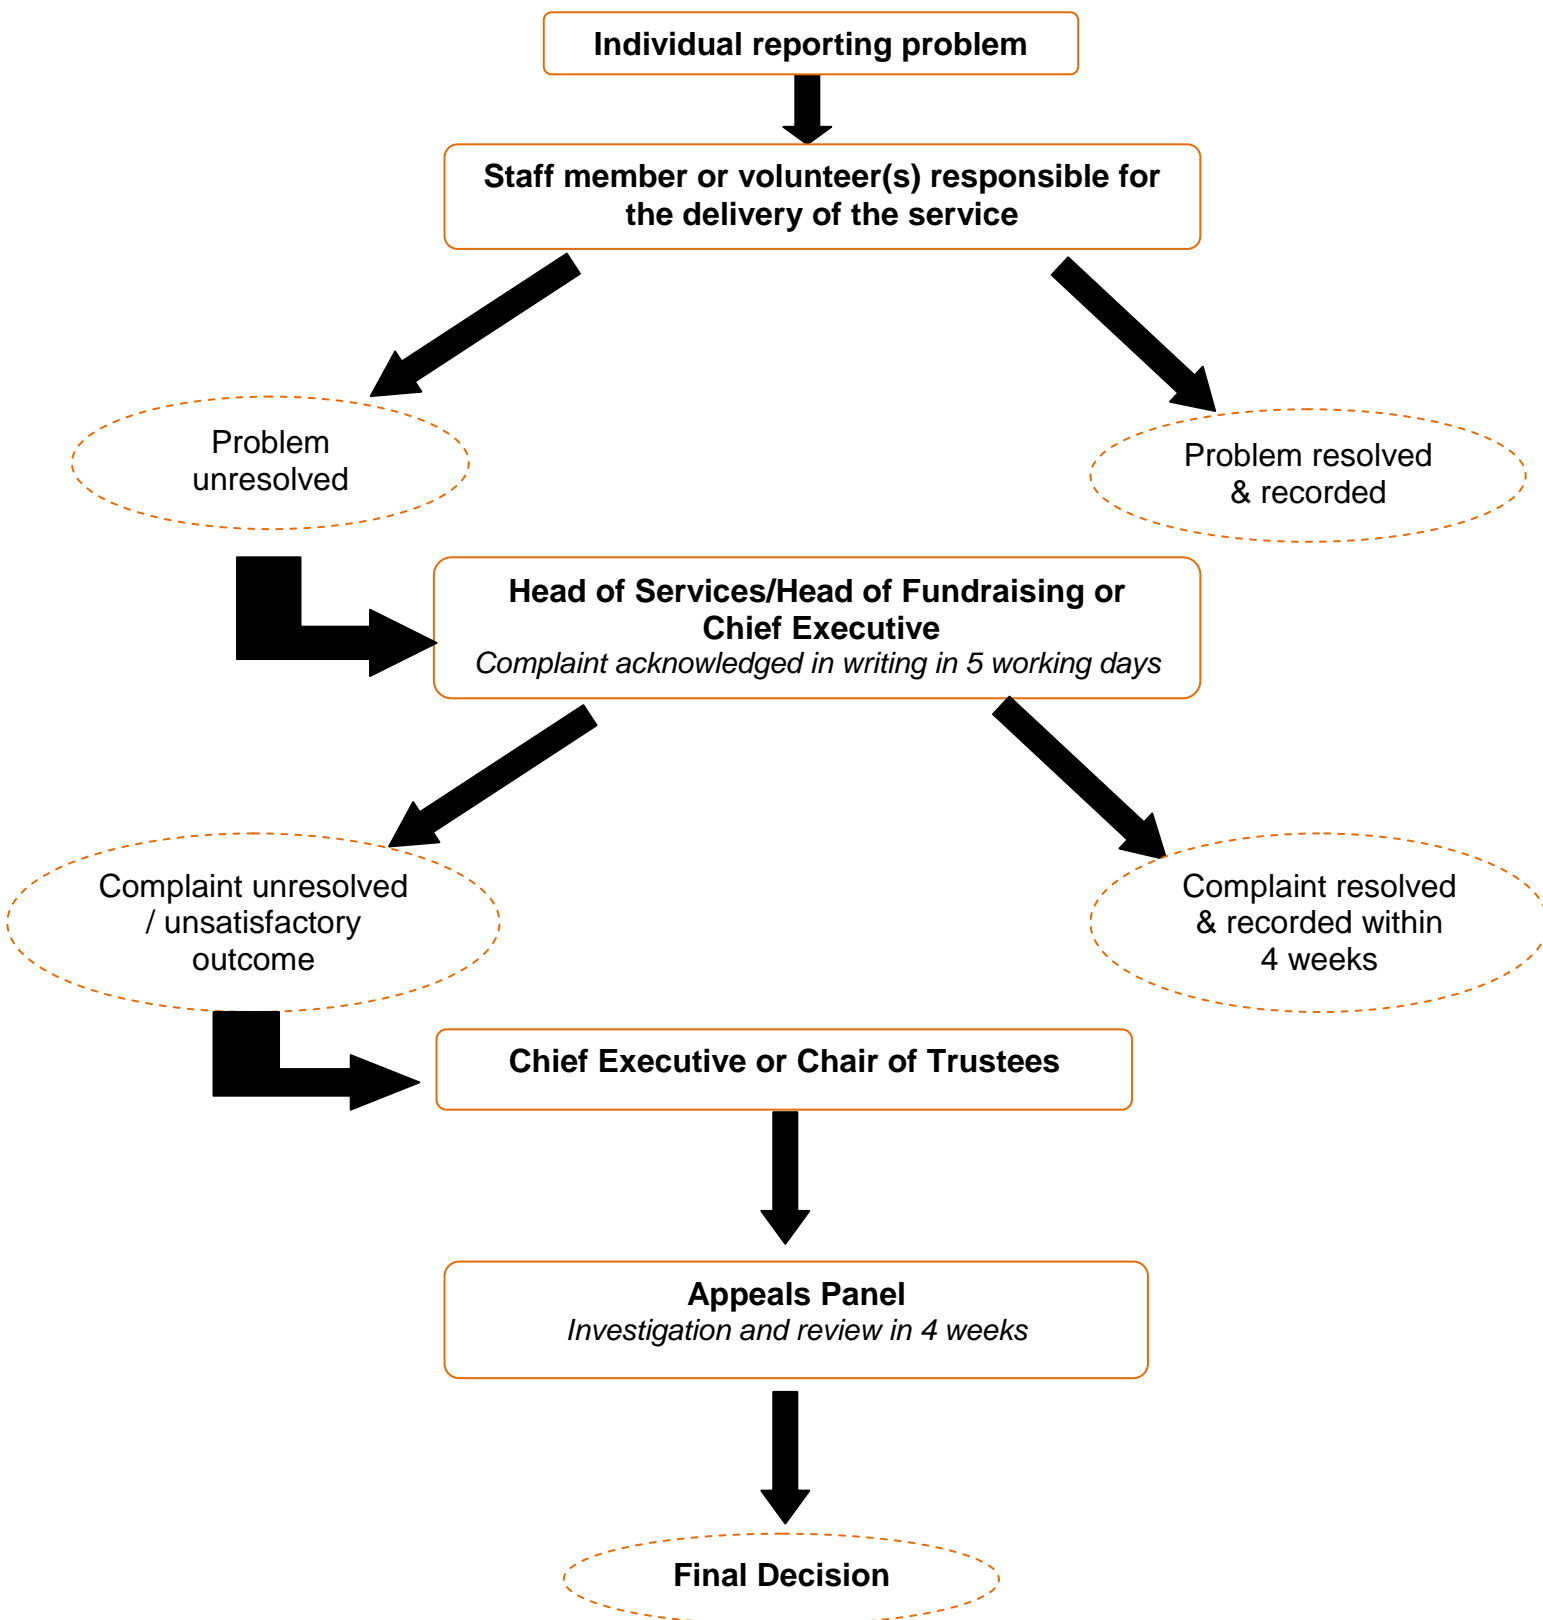 Individual reporting problem
Staff member or volunteer(s) responsible for
the delivery of the service
Problem
unresolved
Problem resolved
& recorded
Head of Services/Head of Fundraising or
Chief Executive
Complaint acknowledged in writing in 5 working days
Complaint unresolved
/ unsatisfactory
outcome
Complaint resolved
& recorded within
4 weeks
Chief Executive or Chair of Trustees
Appeals Panel
Investigation and review in 4 weeks
Final Decision